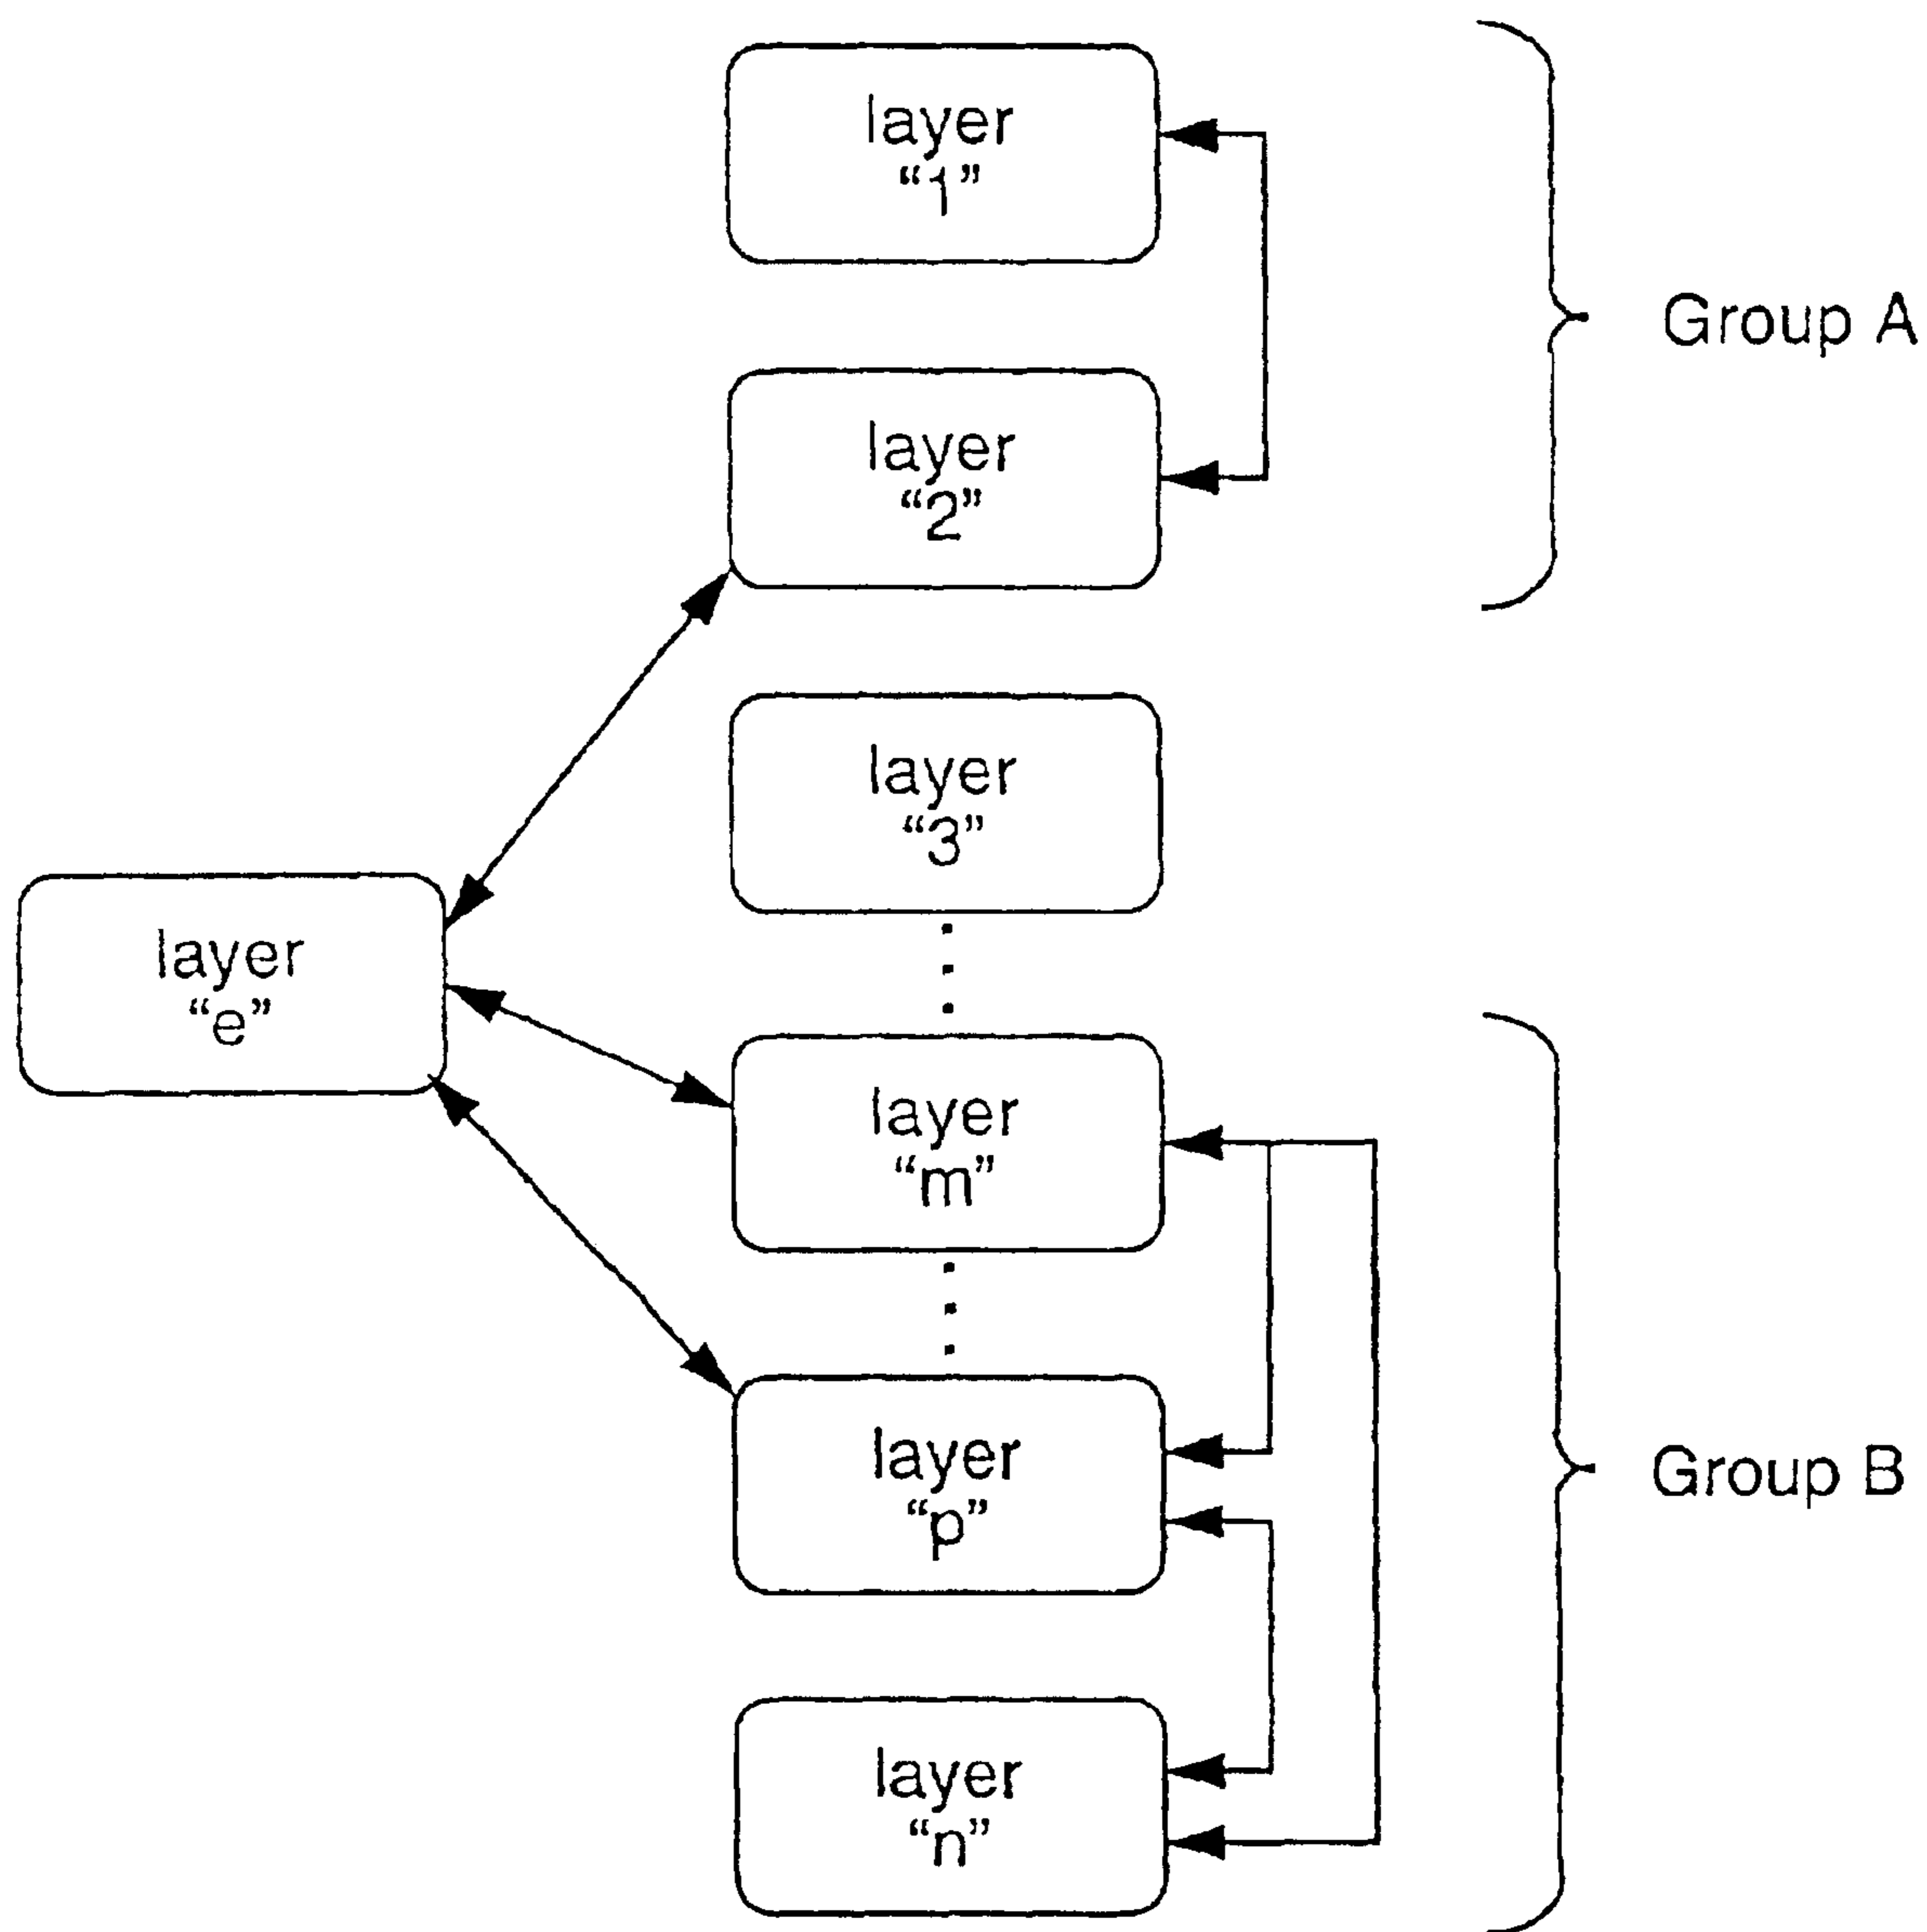 layer
“1”
Group A
layer
“2”
layer
“3”
layer
“e”
layer
“m”
layer
“p”
Group B
layer
“n”